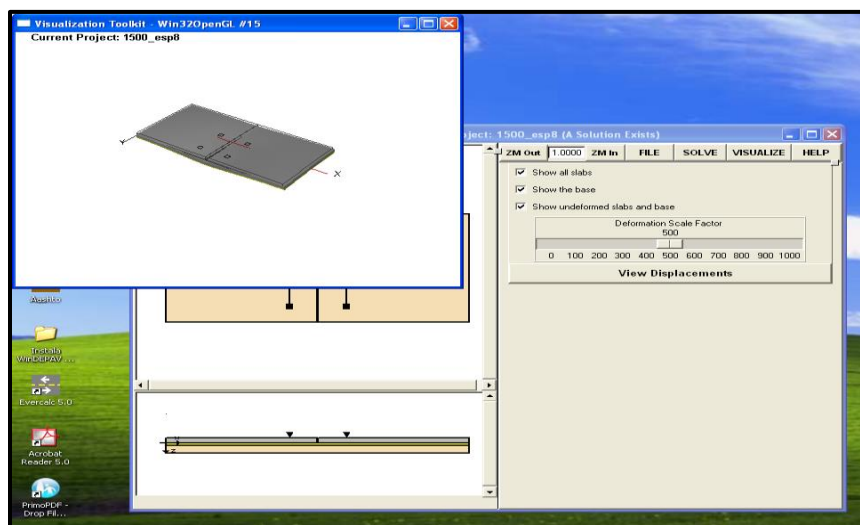 Visualization Toolkit - Win32OpenGL #15
Current Project: 1500_esp8
Y
X
ject: 1500_esp8 (A Solution Exists)
ZM Out 1.0000 ZM In FILE SOLVE VISUALIZE HELP
Show all slabs
Show the base
Show undeformed slabs and base
Deformation Scale Factor
500
0 100 200 300 400 500 600 700 800 900 1000
View Displacements
Aashto
Instala
WinDEPAV ...
Evercalc 5.0
Acrobat
Reader 5.0
PrimoPDF -
Drop Fil...
Z